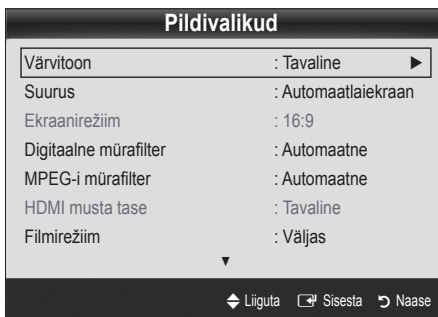 Pildivalikud
Värvitoon : Tavaline ►
Suurus : Automaatlaiekraan
Ekraanirežiim : 16:9
Digitaalne mürafilter : Automaatne
MPEG-i mürafilter : Automaatne
HDMI musta tase : Tavaline
Filmirežiim : Väljas
▼
Liiguta Sisesta Naase